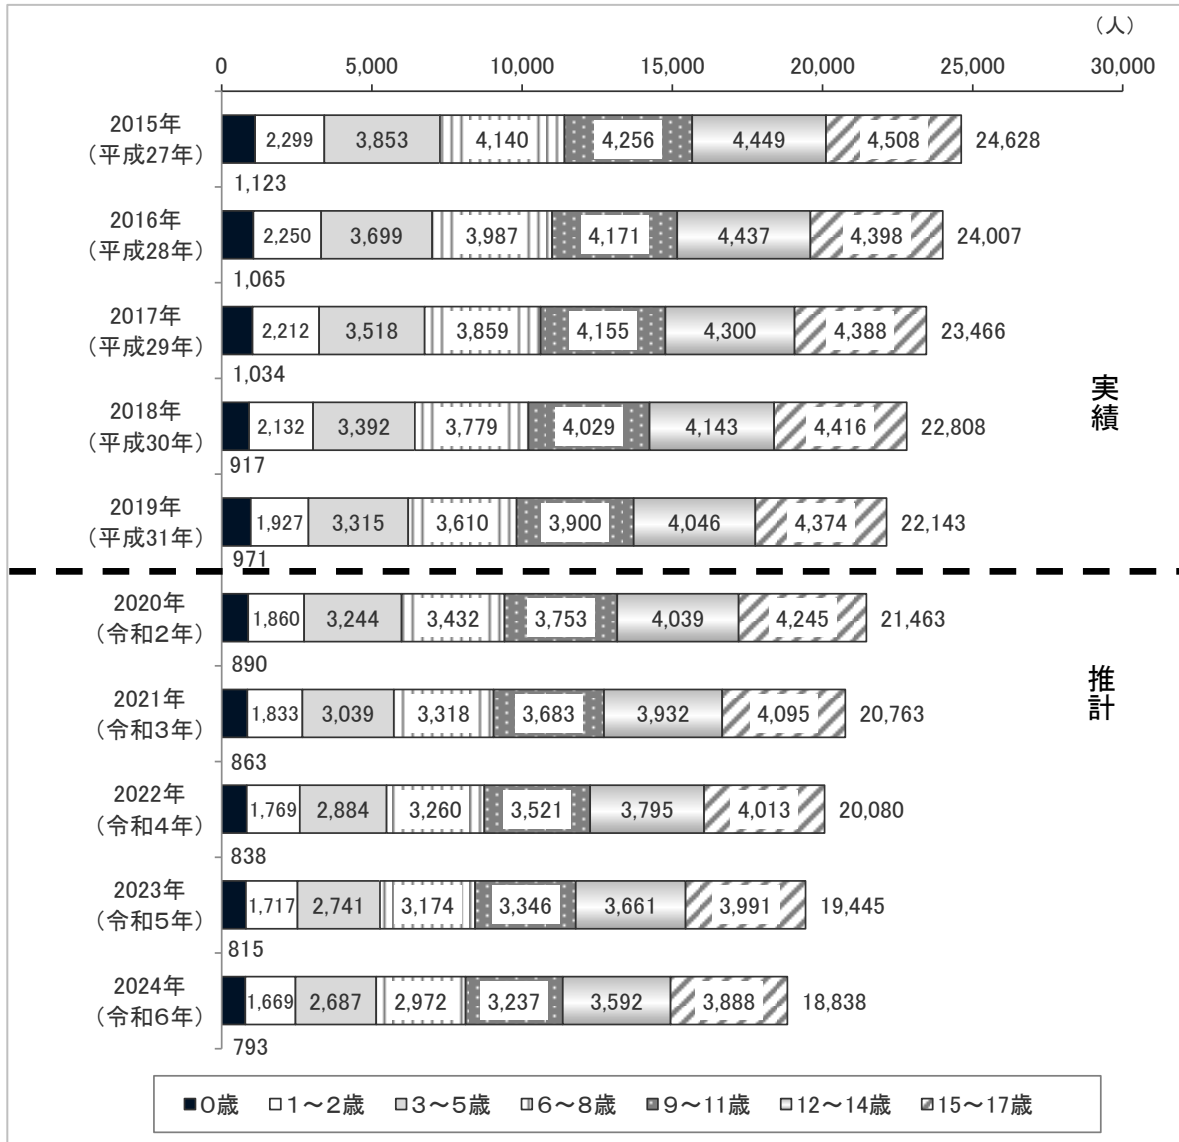 （人）
0 5,000 10,000 15,000 20,000 25,000 30,000
2015年
（平成27年）
2,299 3,853 4,140 4,256 4,449 4,508 24,628
1,123
2016年
（平成28年）
2,250 3,699 3,987 4,171 4,437 4,398 24,007
1,065
2017年
（平成29年）
2,212 3,518 3,859 4,155 4,300 4,388 23,466
1,034
2018年
（平成30年）
2,132 3,392 3,779 4,029 4,143 4,416 22,808
917
実績
2019年
（平成31年）
1,927 3,315 3,610 3,900 4,046 4,374 22,143
971
2020年
（令和２年）
1,860 3,244 3,432 3,753 4,039 4,245 21,463
890
推計
2021年
（令和３年）
1,833 3,039 3,318 3,683 3,932 4,095 20,763
863
2022年
（令和４年）
1,769 2,884 3,260 3,521 3,795 4,013 20,080
838
2023年
（令和５年）
1,717 2,741 3,174 3,346 3,661 3,991 19,445
815
2024年
（令和６年）
1,669 2,687 2,972 3,237 3,592 3,888 18,838
793
０歳 １～２歳 ３～５歳 ６～８歳 ９～11歳 12～14歳 15～17歳